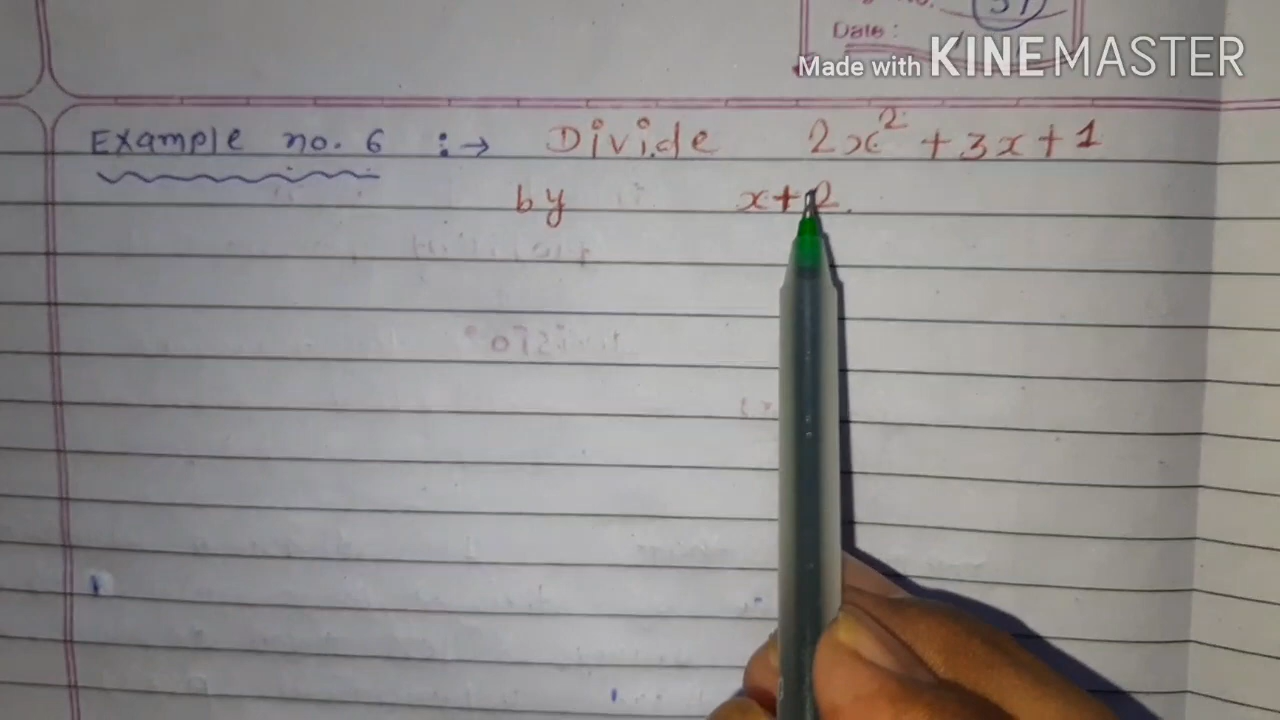 Date :
Made with KINEMASTER
Example no. 6 :→ Divide 2x² + 3x + 1
by x + 2.